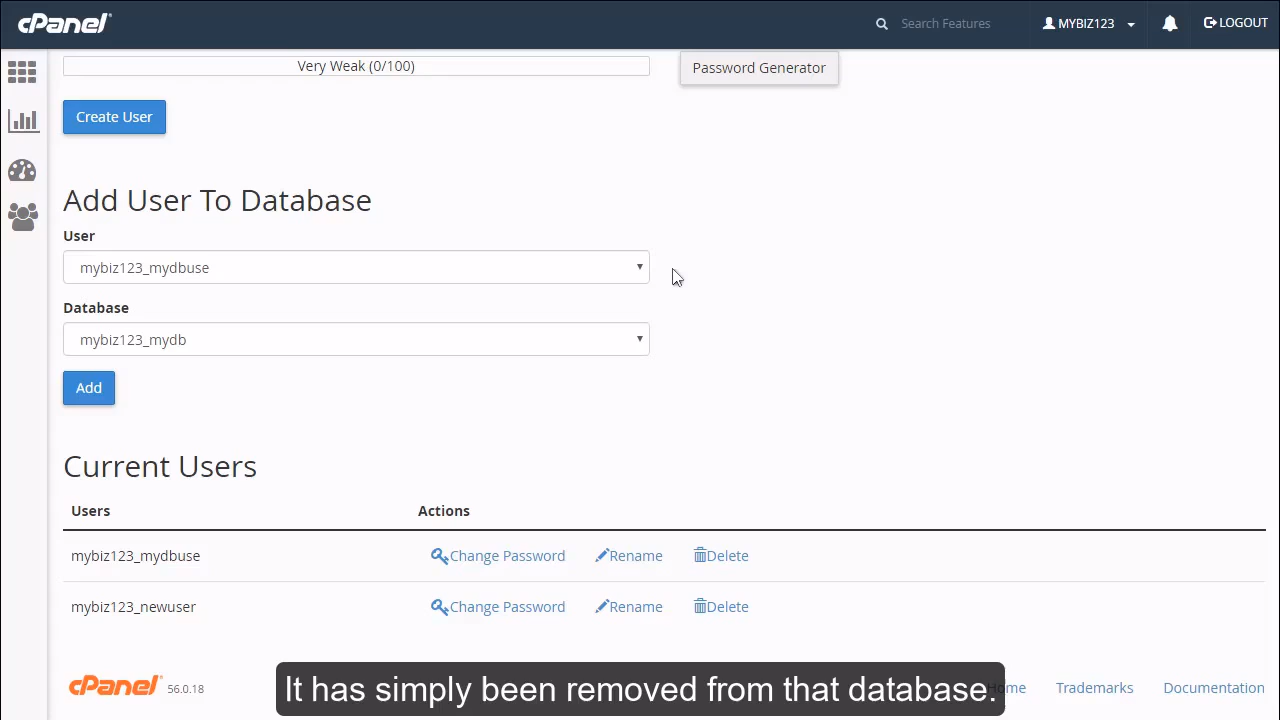 cPanel
Search Features
MYBIZ123
LOGOUT
Very Weak (0/100)
Password Generator
Create User
Add User To Database
User
mybiz123_mydbuse
Database
mybiz123_mydb
Add
Current Users
Users Actions
mybiz123_mydbuse Change Password Rename Delete
mybiz123_newuser Change Password Rename Delete
cPanel 56.0.18
ome Trademarks Documentation
It has simply been removed from that database.